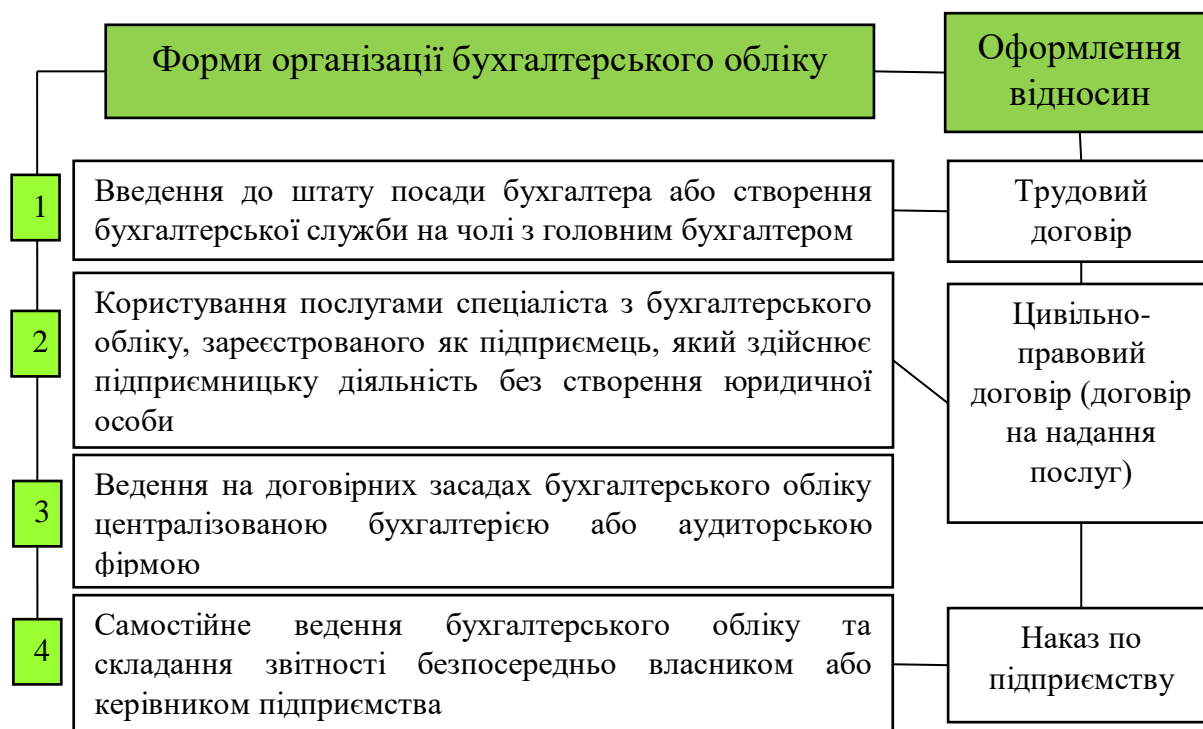 Форми організації бухгалтерського обліку
Оформлення
відносин
1
Введення до штату посади бухгалтера або створення
бухгалтерської служби на чолі з головним бухгалтером
Трудовий
договір
2
Користування послугами спеціаліста з бухгалтерського
обліку, зареєстрованого як підприємець, який здійснює
підприємницьку діяльність без створення юридичної
особи
Цивільно-
правовий
договір (договір
на надання
послуг)
3
Ведення на договірних засадах бухгалтерського обліку
централізованою бухгалтерією або аудиторською
фірмою
4
Самостійне ведення бухгалтерського обліку та
складання звітності безпосередньо власником або
керівником підприємства
Наказ по
підприємству